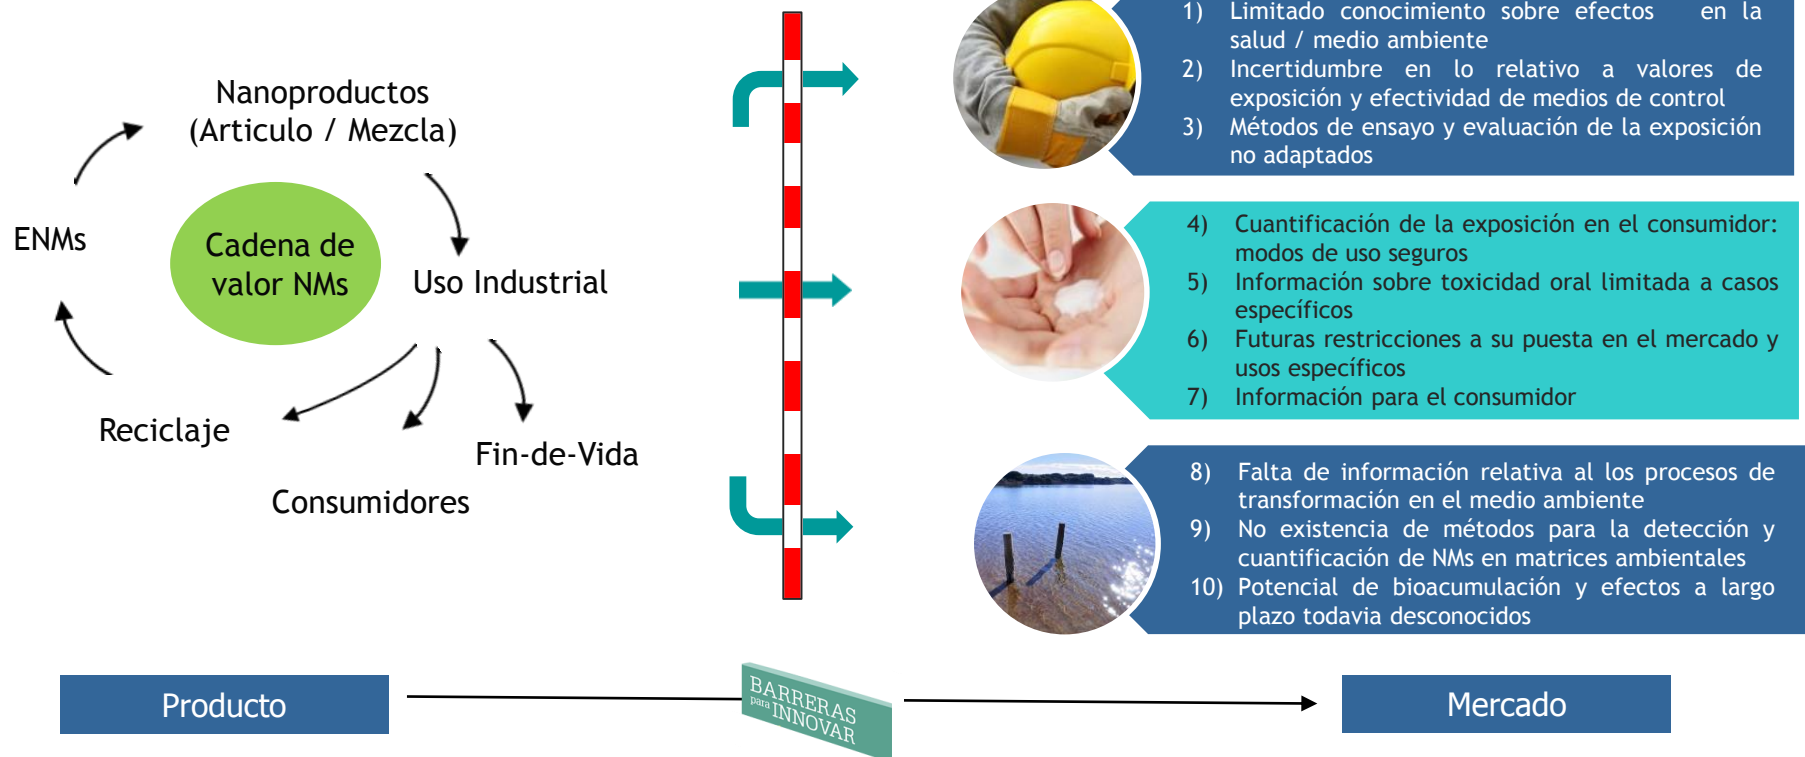 Nanoproductos
(Articulo / Mezcla)
ENMs
Cadena de
valor NMs
Uso Industrial
Reciclaje
Fin-de-Vida
Consumidores
1) Limitado conocimiento sobre efectos en la
salud / medio ambiente
2) Incertidumbre en lo relativo a valores de
exposición y efectividad de medios de control
3) Métodos de ensayo y evaluación de la exposición
no adaptados
4) Cuantificación de la exposición en el consumidor:
modos de uso seguros
5) Información sobre toxicidad oral limitada a casos
específicos
6) Futuras restricciones a su puesta en el mercado y
usos específicos
7) Información para el consumidor
8) Falta de información relativa al los procesos de
transformación en el medio ambiente
9) No existencia de métodos para la detección y
cuantificación de NMs en matrices ambientales
10) Potencial de bioacumulación y efectos a largo
plazo todavia desconocidos
Producto
BARRERAS
para INNOVAR
Mercado